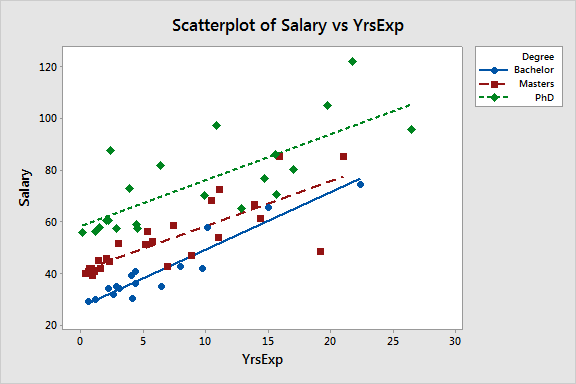 Scatterplot of Salary vs YrsExp
Degree
Bachelor
Masters
PhD
120
100
80
60
40
20
Salary
0 5 10 15 20 25 30
YrsExp